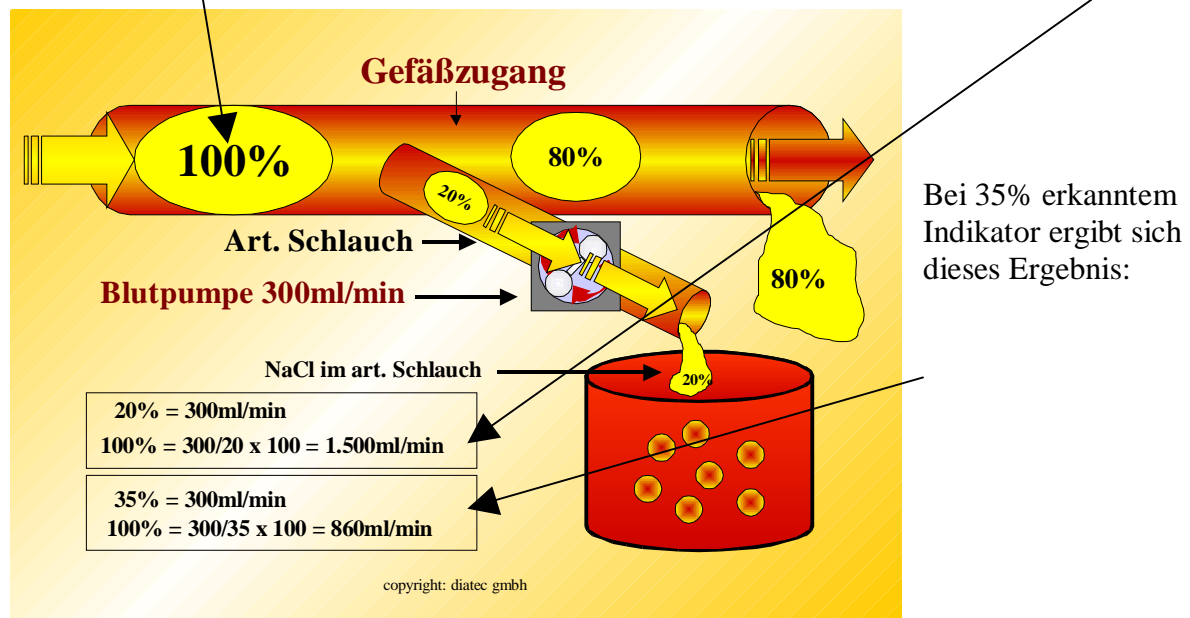 Gefäßzugang
100%
80%
20%
Art. Schlauch
Blutpumpe 300ml/min
80%
Bei 35% erkanntem
Indikator ergibt sich
dieses Ergebnis:
NaCl im art. Schlauch
20%
20% = 300ml/min
100% = 300/20 x 100 = 1.500ml/min
35% = 300ml/min
100% = 300/35 x 100 = 860ml/min
copyright: diatec gmbh